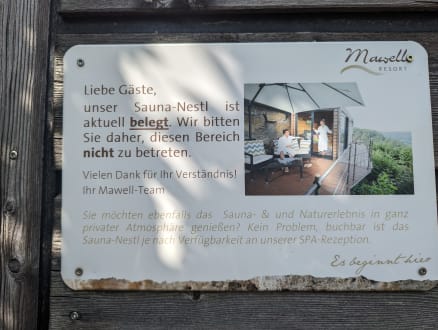 Mawell
RESORT
Liebe Gäste,
unser Sauna-Nestl ist
aktuell belegt. Wir bitten
Sie daher, diesen Bereich
nicht zu betreten.
Vielen Dank für Ihr Verständnis!
Ihr Mawell-Team
Sie möchten ebenfalls das Sauna- & und Naturerlebnis in ganz
privater Atmosphäre genießen? Kein Problem, buchbar ist das
Sauna-Nestl je nach Verfügbarkeit an unserer SPA-Rezeption.
Es beginnt hier